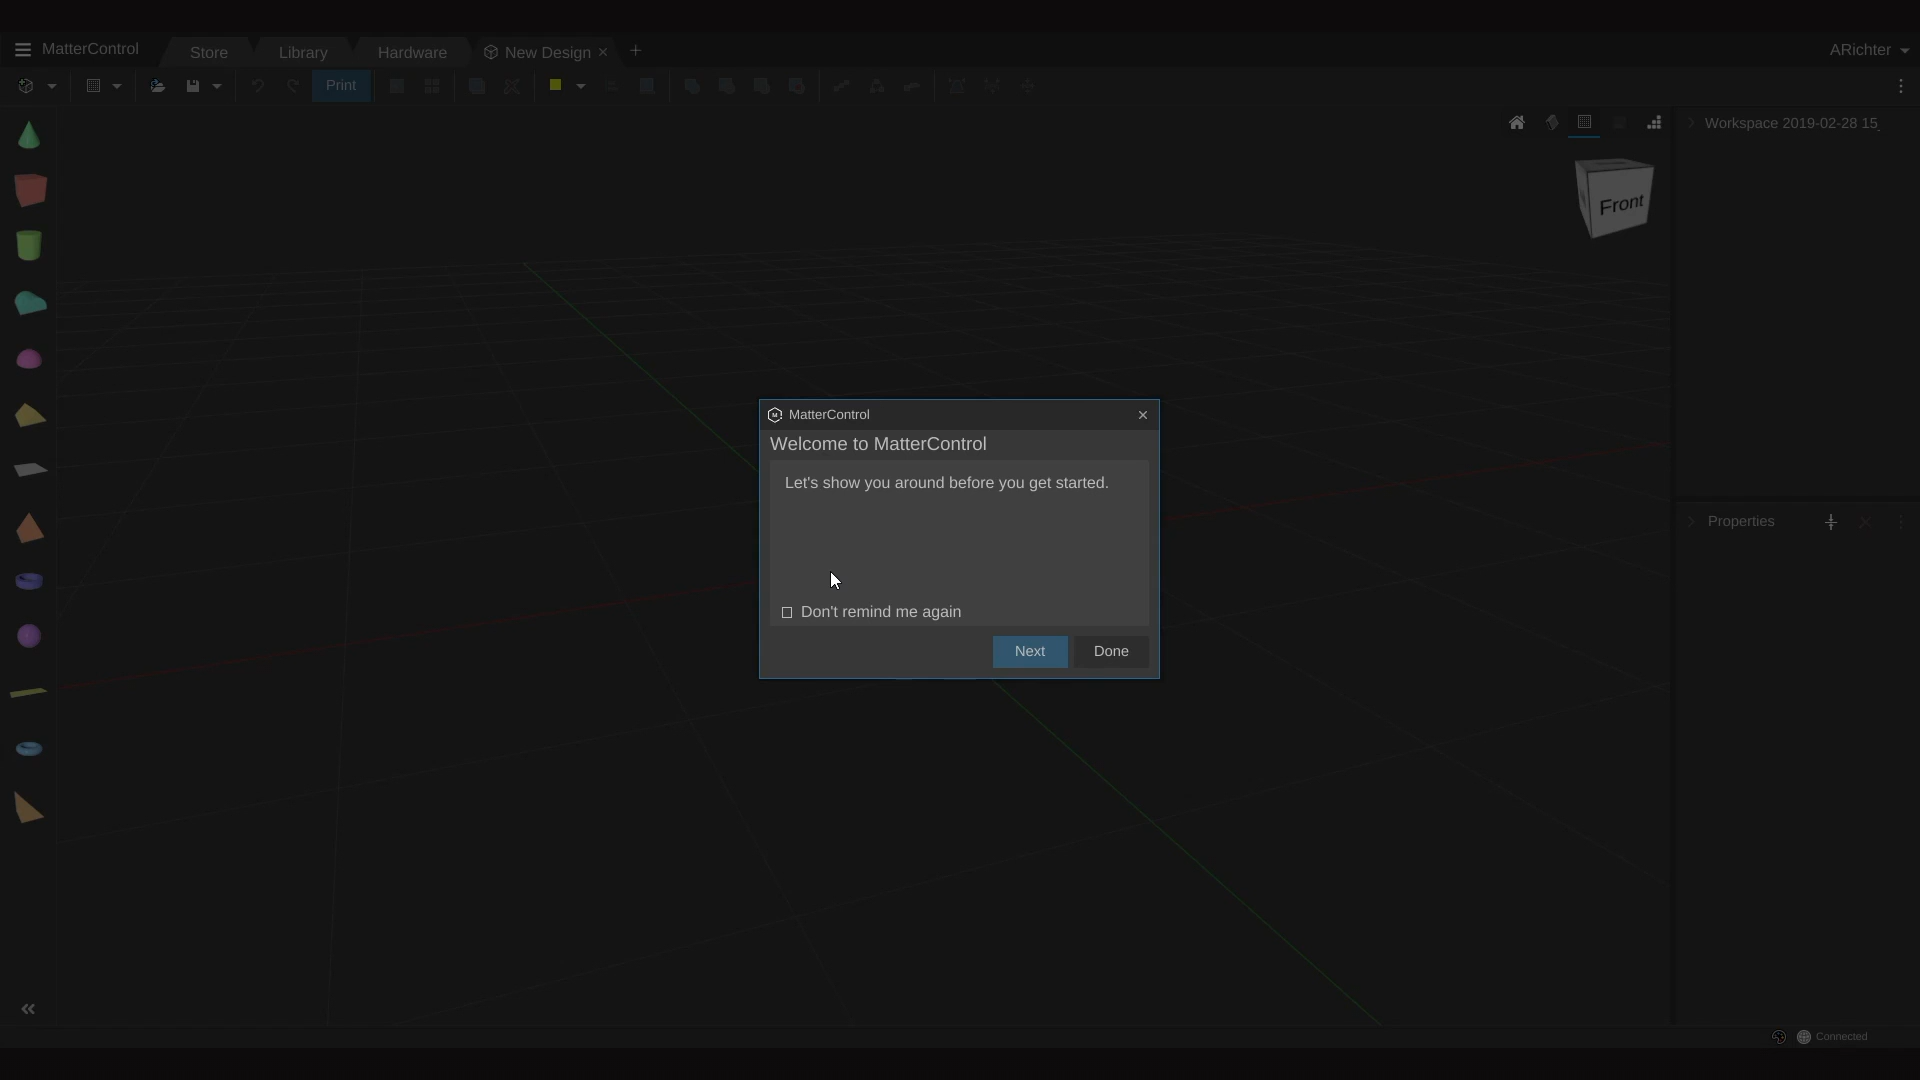 MatterControl
Store
Library
Hardware
New Design
ARichter
Print
Workspace 2019-02-28 15_
Front
MatterControl
Welcome to MatterControl
Let's show you around before you get started.
Properties
Don't remind me again
Next
Done
Connected